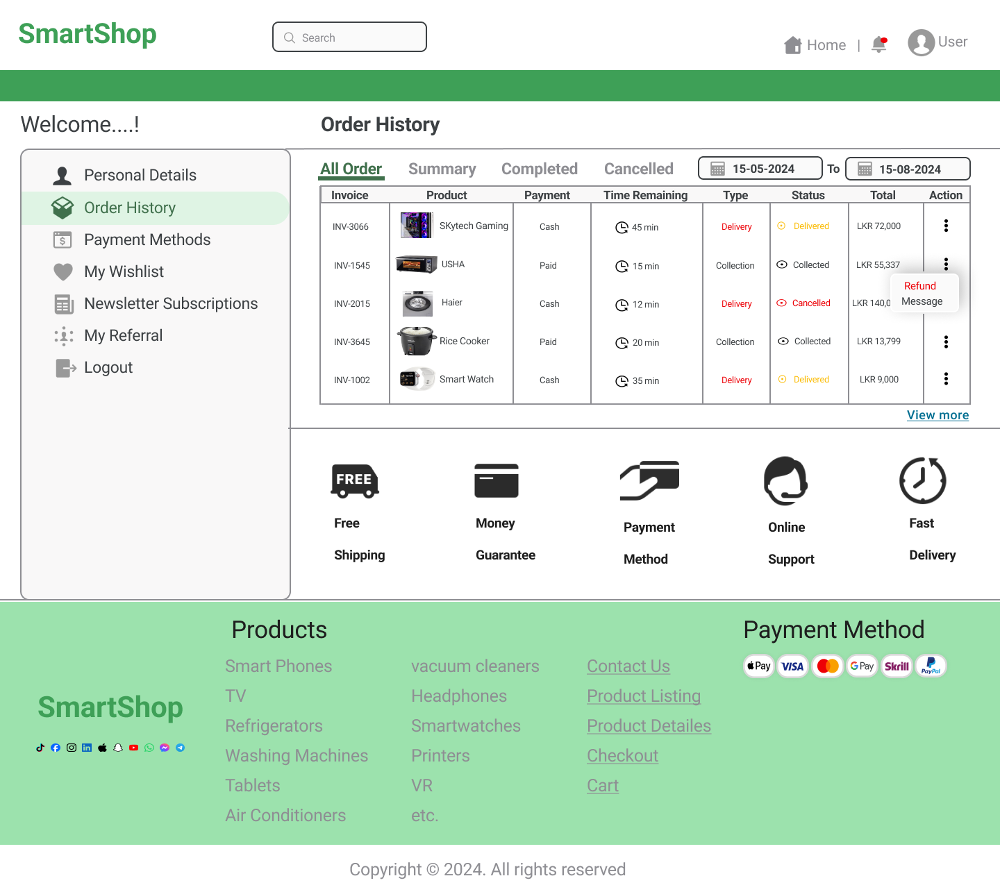 SmartShop
Search
Home | User
Welcome....!
Order History
Personal Details
Order History
Payment Methods
My Wishlist
Newsletter Subscriptions
My Referral
Logout
All Order Summary Completed Cancelled 15-05-2024 To 15-08-2024
Invoice Product Payment Time Remaining Type Status Total Action
INV-3066 SKytech Gaming Cash 45 min Delivery Delivered LKR 72,000
INV-1545 USHA Paid 15 min Collection Collected LKR 55,337
Refund
Message
INV-2015 Haier Cash 12 min Delivery Cancelled LKR 140,0
INV-3645 Rice Cooker Paid 20 min Collection Collected LKR 13,799
INV-1002 Smart Watch Cash 35 min Delivery Delivered LKR 9,000
View more
FREE
Free
Shipping
Money
Guarantee
Payment
Method
Online
Support
Fast
Delivery
SmartShop
Products
Smart Phones
TV
Refrigerators
Washing Machines
Tablets
Air Conditioners
vacuum cleaners
Headphones
Smartwatches
Printers
VR
etc.
Contact Us
Product Listing
Product Detailes
Checkout
Cart
Payment Method
Pay VISA G Pay Skrill PayPal
Copyright © 2024. All rights reserved